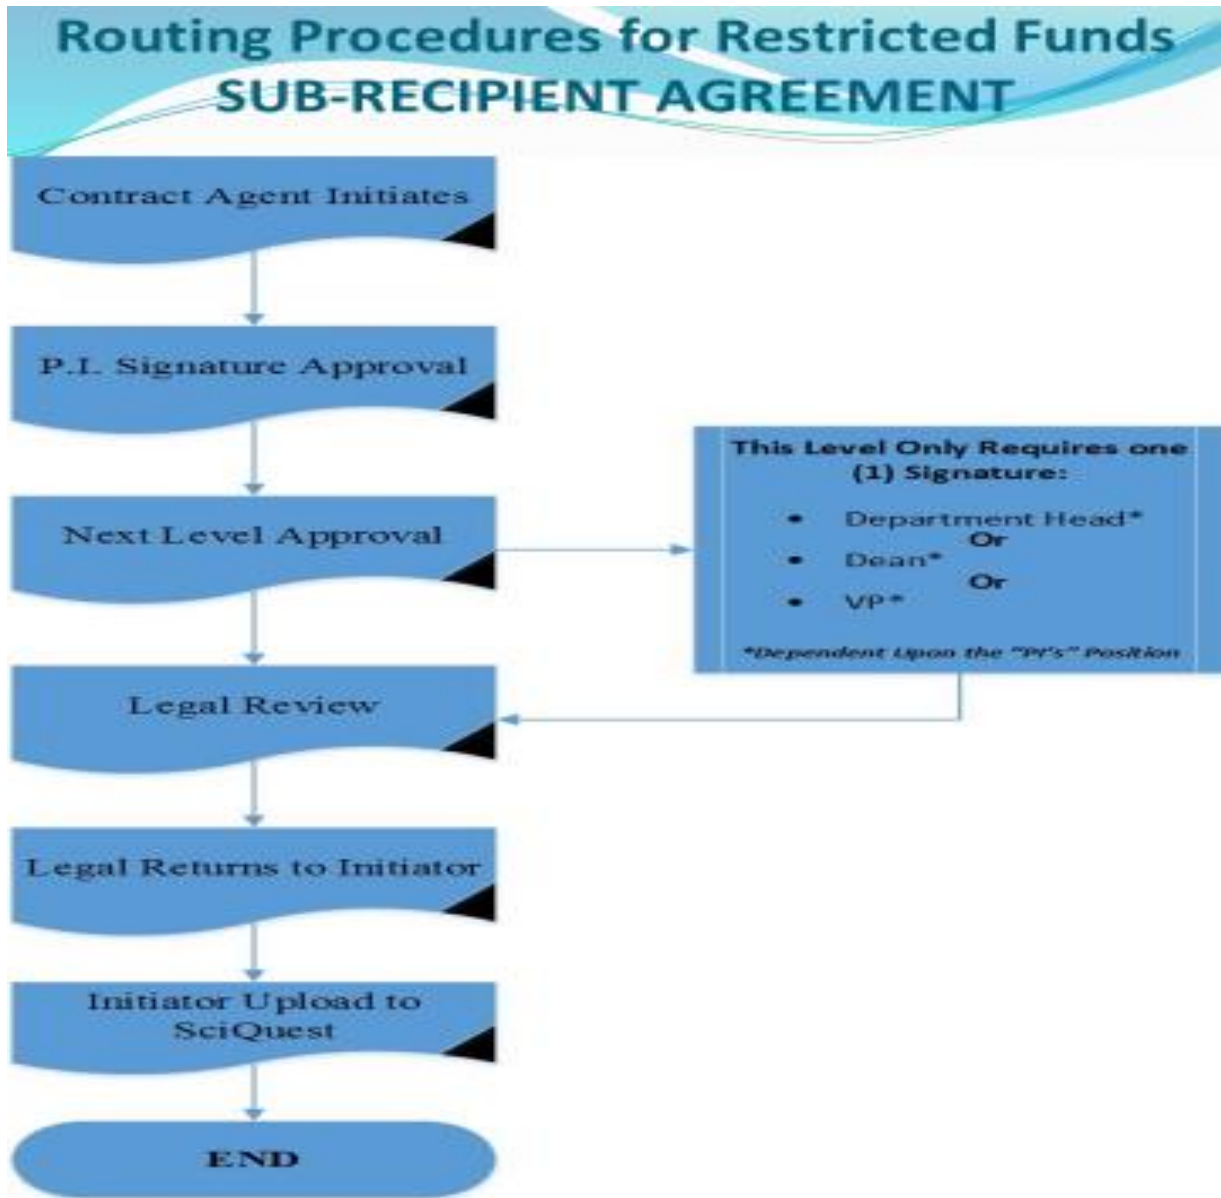 Routing Procedures for Restricted Funds
SUB-RECIPIENT AGREEMENT
Contract Agent Initiates
P.I. Signature Approval
Next Level Approval
This Level Only Requires one
(1) Signature:
• Department Head*
Or
• Dean*
Or
• VP*
*Dependent Upon the "PI's" Position
Legal Review
Legal Returns to Initiator
Initiator Upload to
SciQuest
END